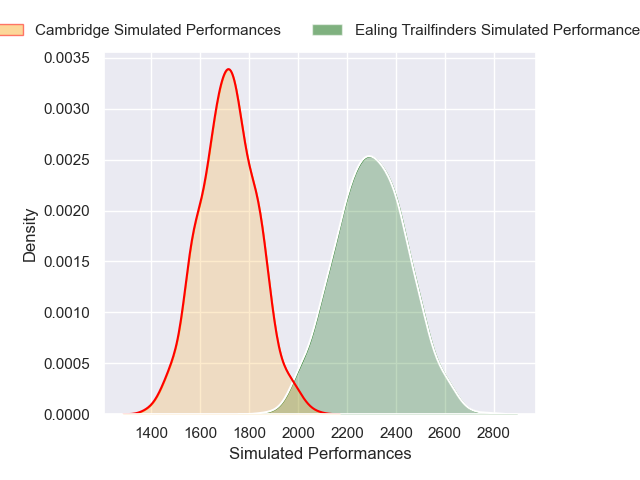 Cambridge Simulated Performances Ealing Trailfinders Simulated Performance
0.0035
0.0030
0.0025
0.0020
0.0015
0.0010
0.0005
0.0000
Density
1400 1600 1800 2000 2200 2400 2600 2800
Simulated Performances